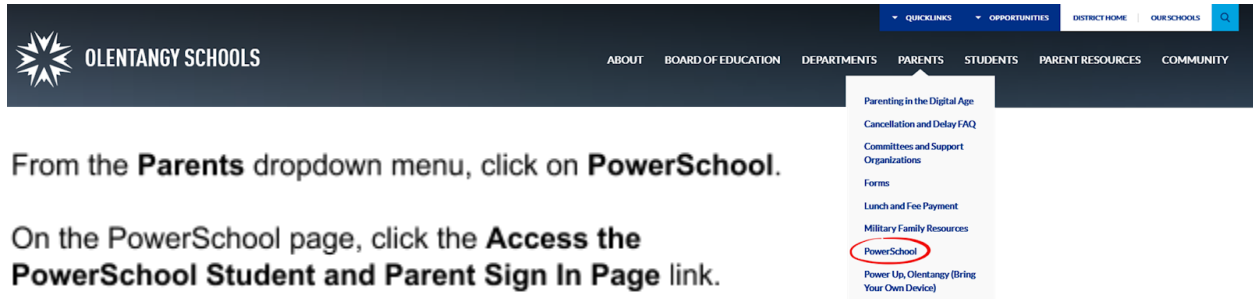 QUICKLINKS OPPORTUNITIES DISTRICT HOME OUR SCHOOLS
OLENTANGY SCHOOLS
ABOUT BOARD OF EDUCATION DEPARTMENTS PARENTS STUDENTS PARENT RESOURCES COMMUNITY
Parenting in the Digital Age
Cancellation and Delay FAQ
Committees and Support
Organizations
Forms
Lunch and Fee Payment
Military Family Resources
PowerSchool
Power Up, Olentangy (Bring
Your Own Device)
From the Parents dropdown menu, click on PowerSchool.
On the PowerSchool page, click the Access the
PowerSchool Student and Parent Sign In Page link.